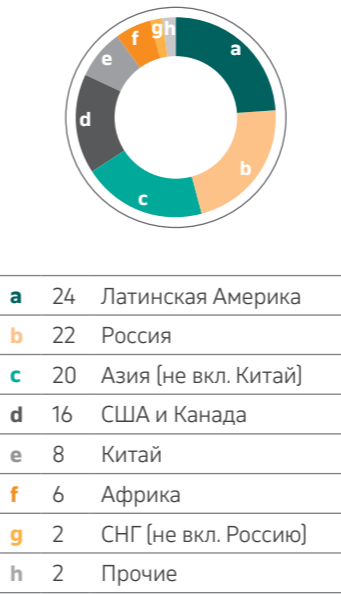 a
b
c
d
e
f
g
h
a 24 Латинская Америка
b 22 Россия
c 20 Азия (не вкл. Китай)
d 16 США и Канада
e 8 Китай
f 6 Африка
g 2 СНГ (не вкл. Россию)
h 2 Прочие